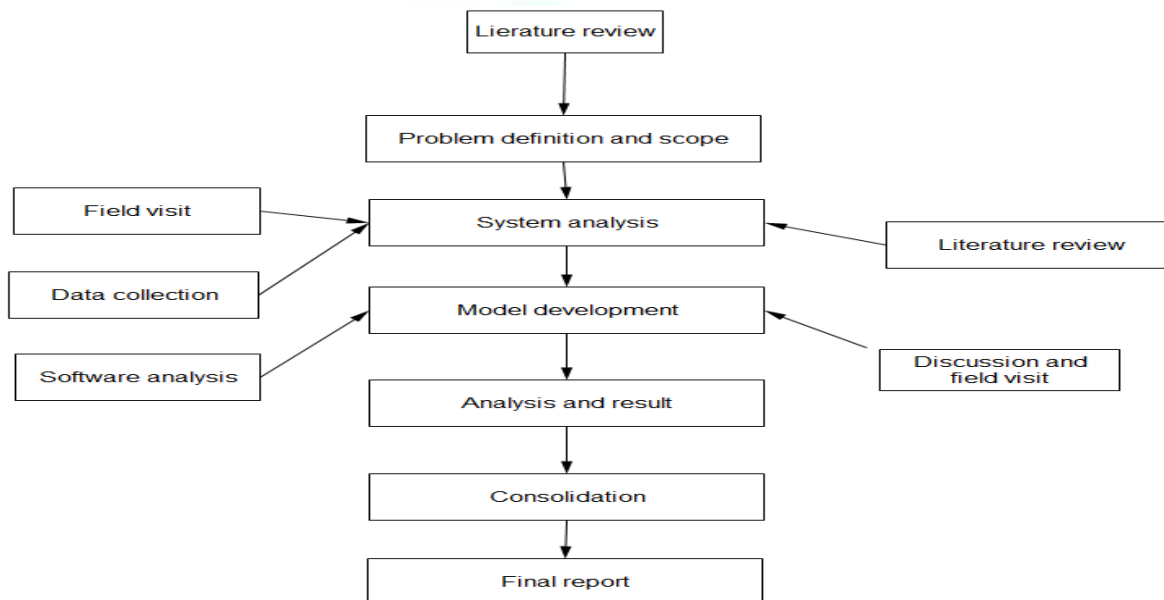 Lierature review
Problem definition and scope
Field visit
System analysis
Literature review
Data collection
Model development
Software analysis
Discussion and
field visit
Analysis and result
Consolidation
Final report